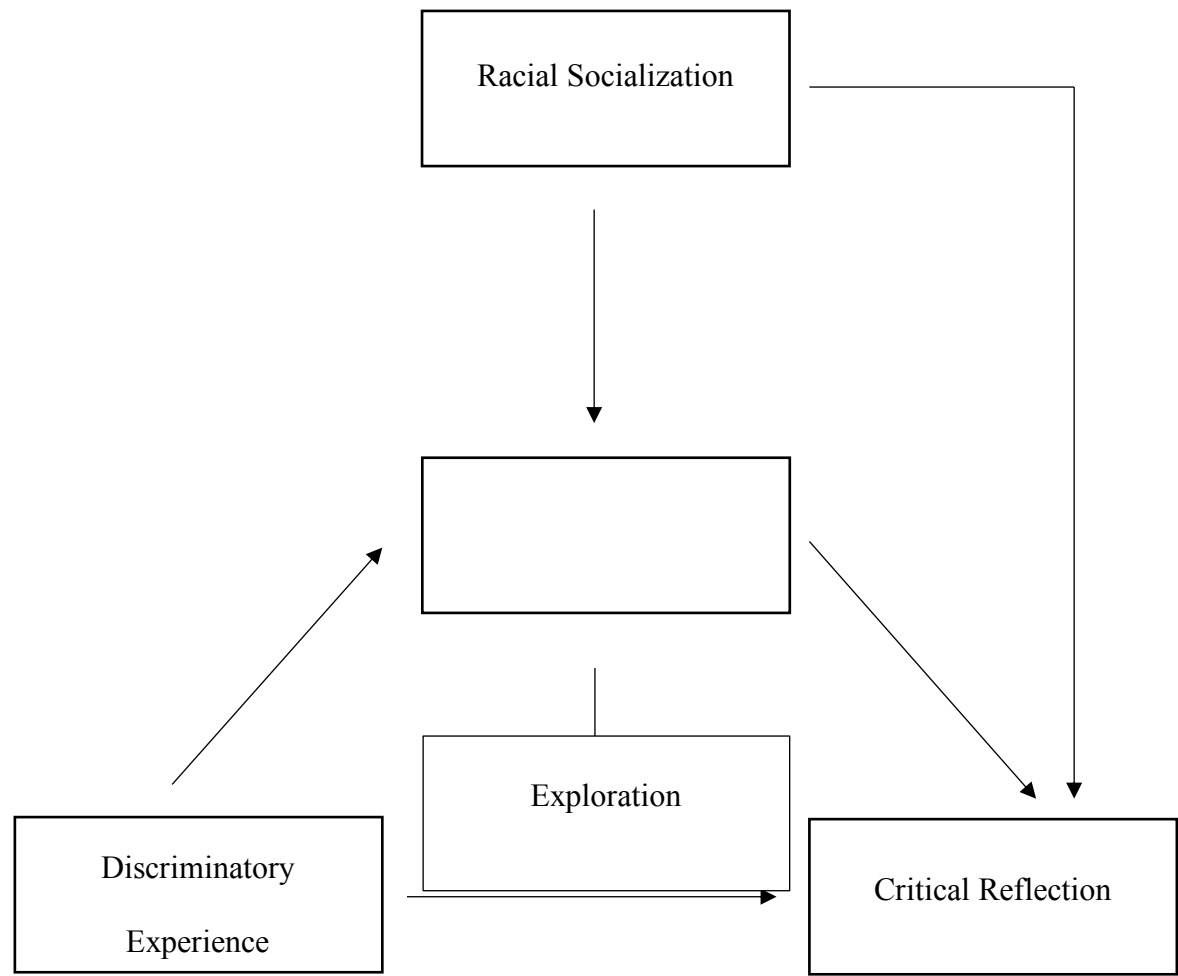 Racial Socialization
Exploration
Discriminatory
Experience
Critical Reflection